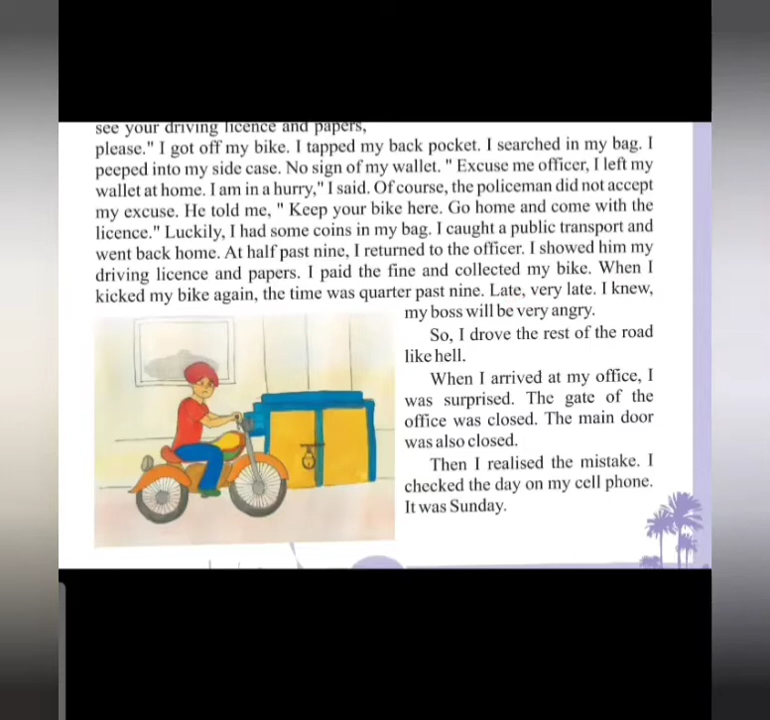 see your driving licence and papers,
please." I got off my bike. I tapped my back pocket. I searched in my bag. I
peeped into my side case. No sign of my wallet. " Excuse me officer, I left my
wallet at home. I am in a hurry," I said. Of course, the policeman did not accept
my excuse. He told me, " Keep your bike here. Go home and come with the
licence." Luckily, I had some coins in my bag. I caught a public transport and
went back home. At half past nine, I returned to the officer. I showed him my
driving licence and papers. I paid the fine and collected my bike. When I
kicked my bike again, the time was quarter past nine. Late, very late. I knew,
my boss will be very angry.
So, I drove the rest of the road
like hell.
When I arrived at my office, I
was surprised. The gate of the
office was closed. The main door
was also closed.
Then I realised the mistake. I
checked the day on my cell phone.
It was Sunday.